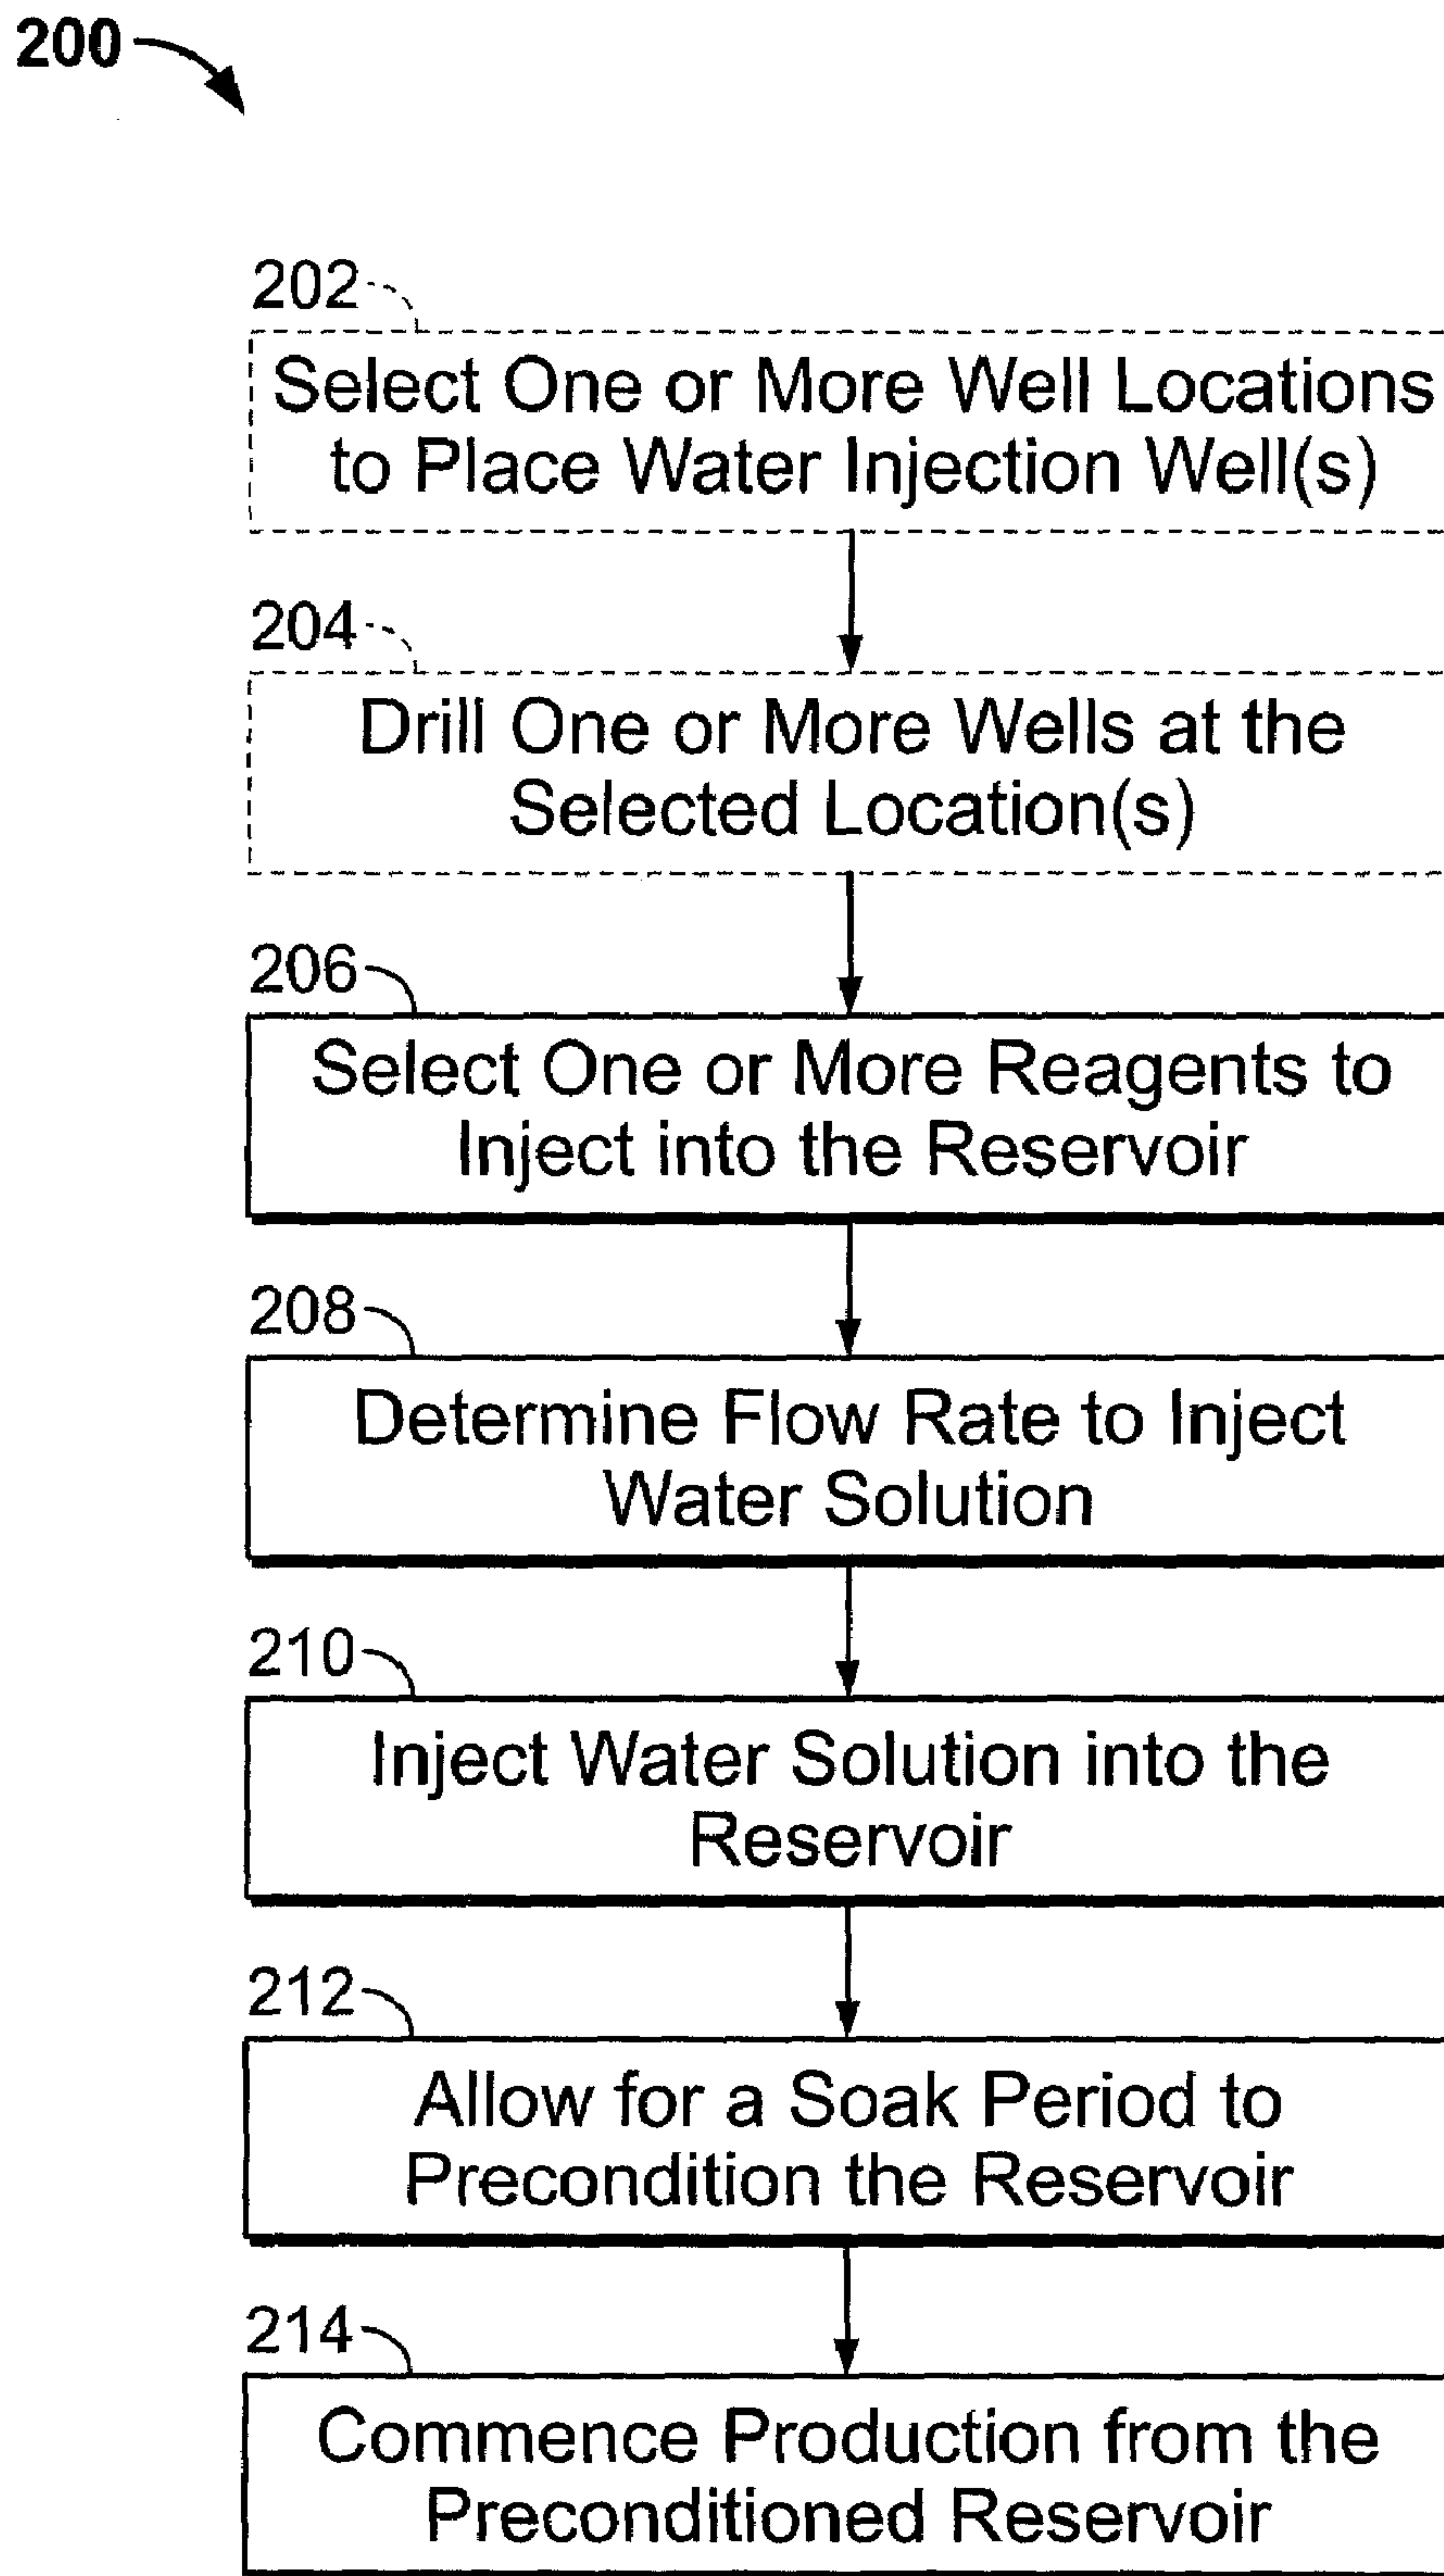 200
202
Select One or More Well Locations
to Place Water Injection Well(s)
204
Drill One or More Wells at the
Selected Location(s)
206
Select One or More Reagents to
Inject into the Reservoir
208
Determine Flow Rate to Inject
Water Solution
210
Inject Water Solution into the
Reservoir
212
Allow for a Soak Period to
Precondition the Reservoir
214
Commence Production from the
Preconditioned Reservoir